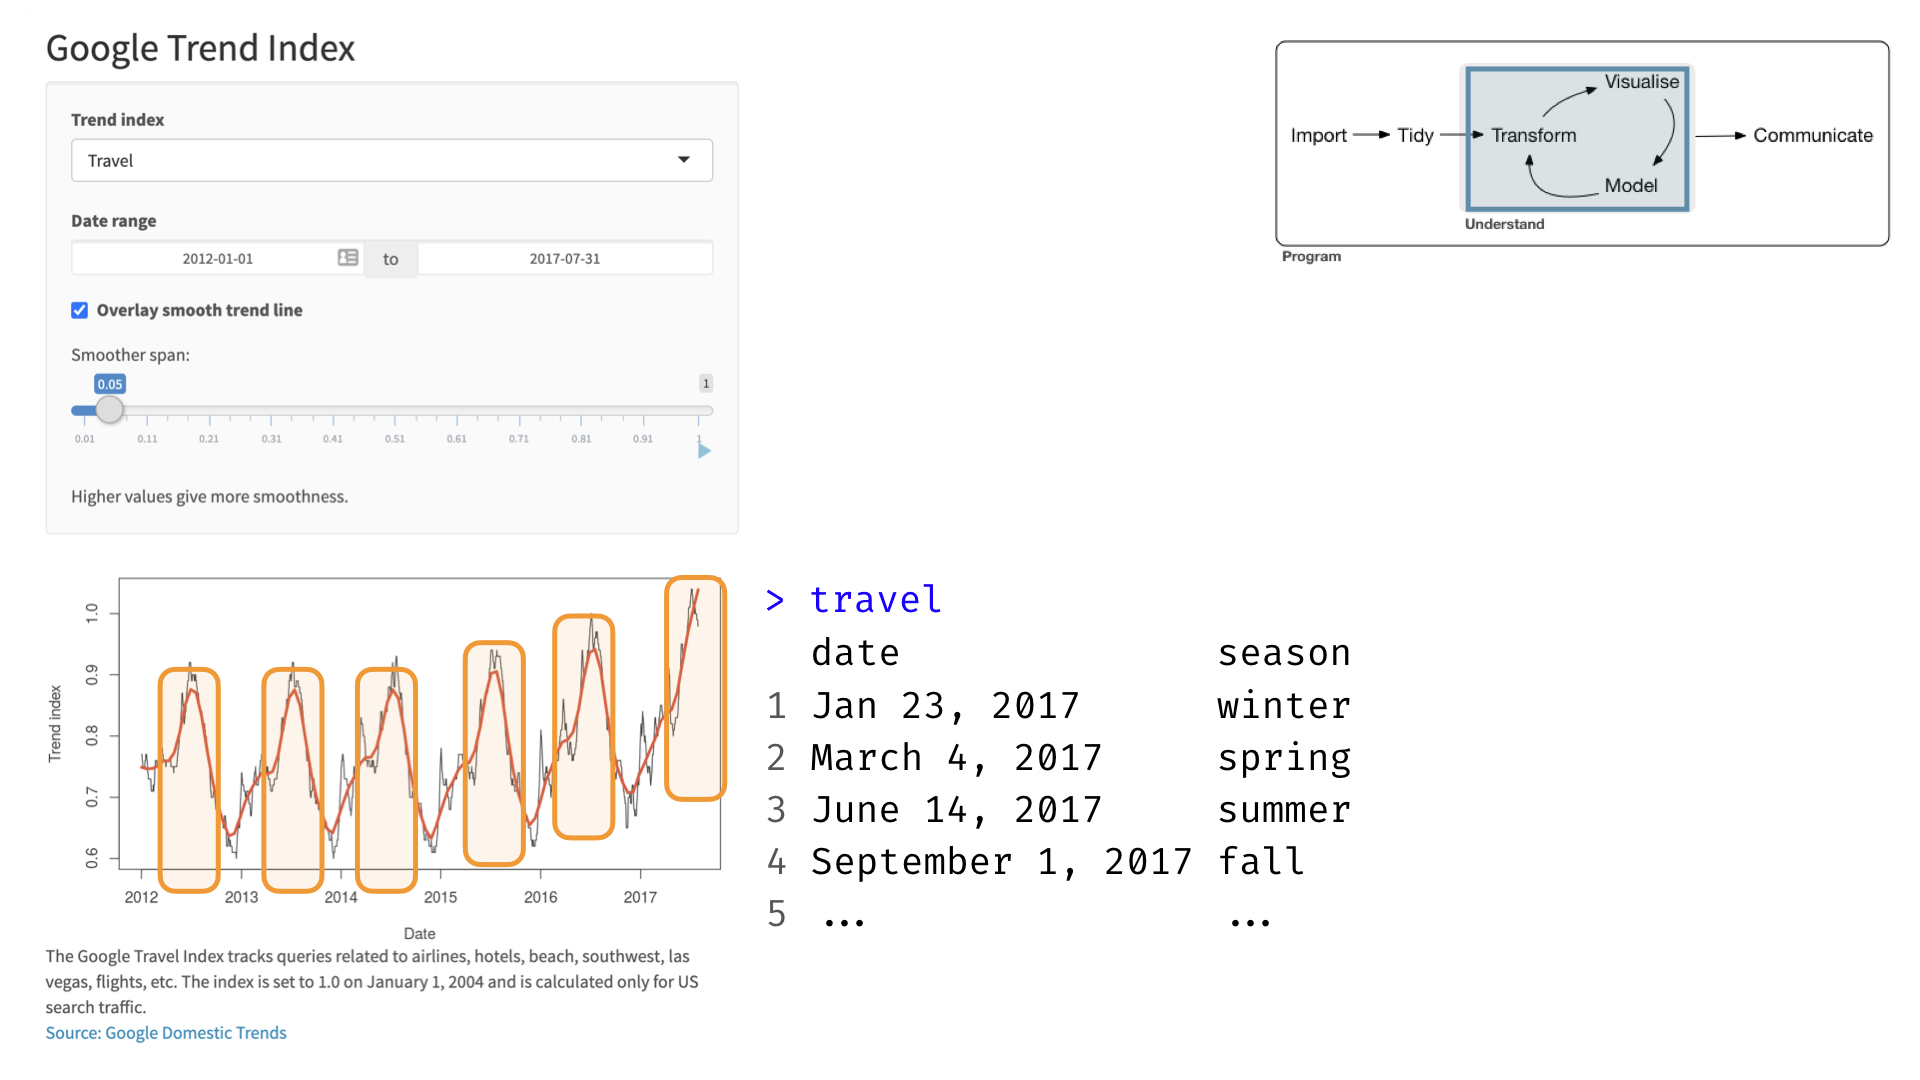 Google Trend Index
Trend index
Travel
Date range
2012-01-01 to 2017-07-31
Overlay smooth trend line
Smoother span:
0.05 1
0.01 0.11 0.21 0.31 0.41 0.51 0.61 0.71 0.81 0.91 1
Higher values give more smoothness.
Trend index
1.0
0.9
0.8
0.7
0.6
2012 2013 2014 2015 2016 2017
Date
The Google Travel Index tracks queries related to airlines, hotels, beach, southwest, las
vegas, flights, etc. The index is set to 1.0 on January 1, 2004 and is calculated only for US
search traffic.
Source: Google Domestic Trends
Visualise
Import Tidy Transform Communicate
Model
Understand
Program
> travel
date season
1 Jan 23, 2017 winter
2 March 4, 2017 spring
3 June 14, 2017 summer
4 September 1, 2017 fall
5 ... ...